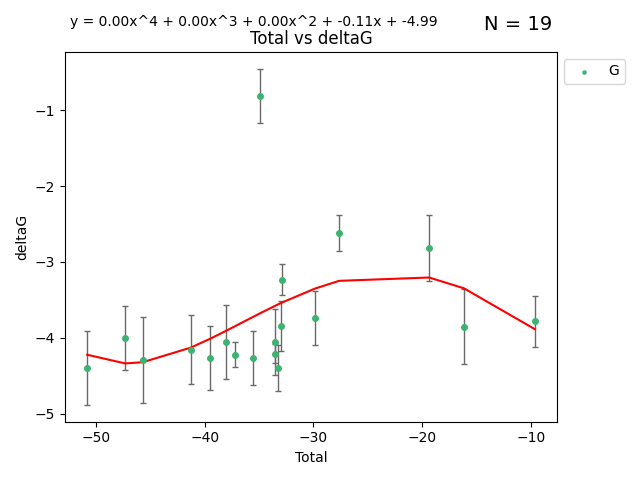 y = 0.00x^4 + 0.00x^3 + 0.00x^2 + -0.11x + -4.99
N = 19
Total vs deltaG
G
−1
−2
−3
−4
−5
deltaG
−50 −40 −30 −20 −10
Total